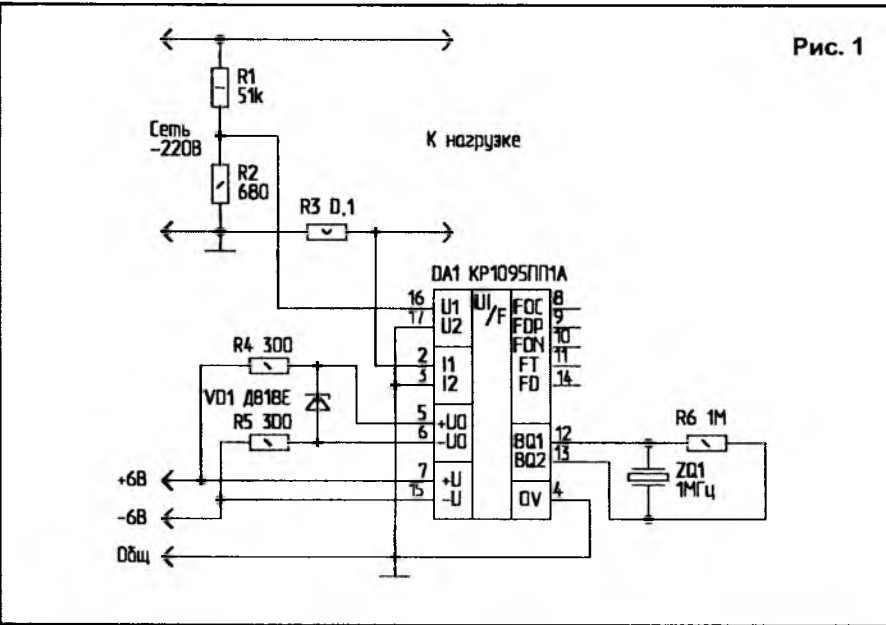 Рис. 1
R1
51k
Сеть
~220В
К нагрузке
R2
680
R3 0,1
DA1 КР1095ПП1А
16
U1
UI
/F
FOC
8
17
U2
FOP
9
FON
10
R4 300
2
I1
FT
11
3
I2
FO
14
VD1 Д818Е
R5 300
5
+U0
R6 1М
6
-U0
BQ1
12
BQ2
13
ZQ1
1МГц
+6В
7
+U
15
-U
0V
4
-6В
Общ